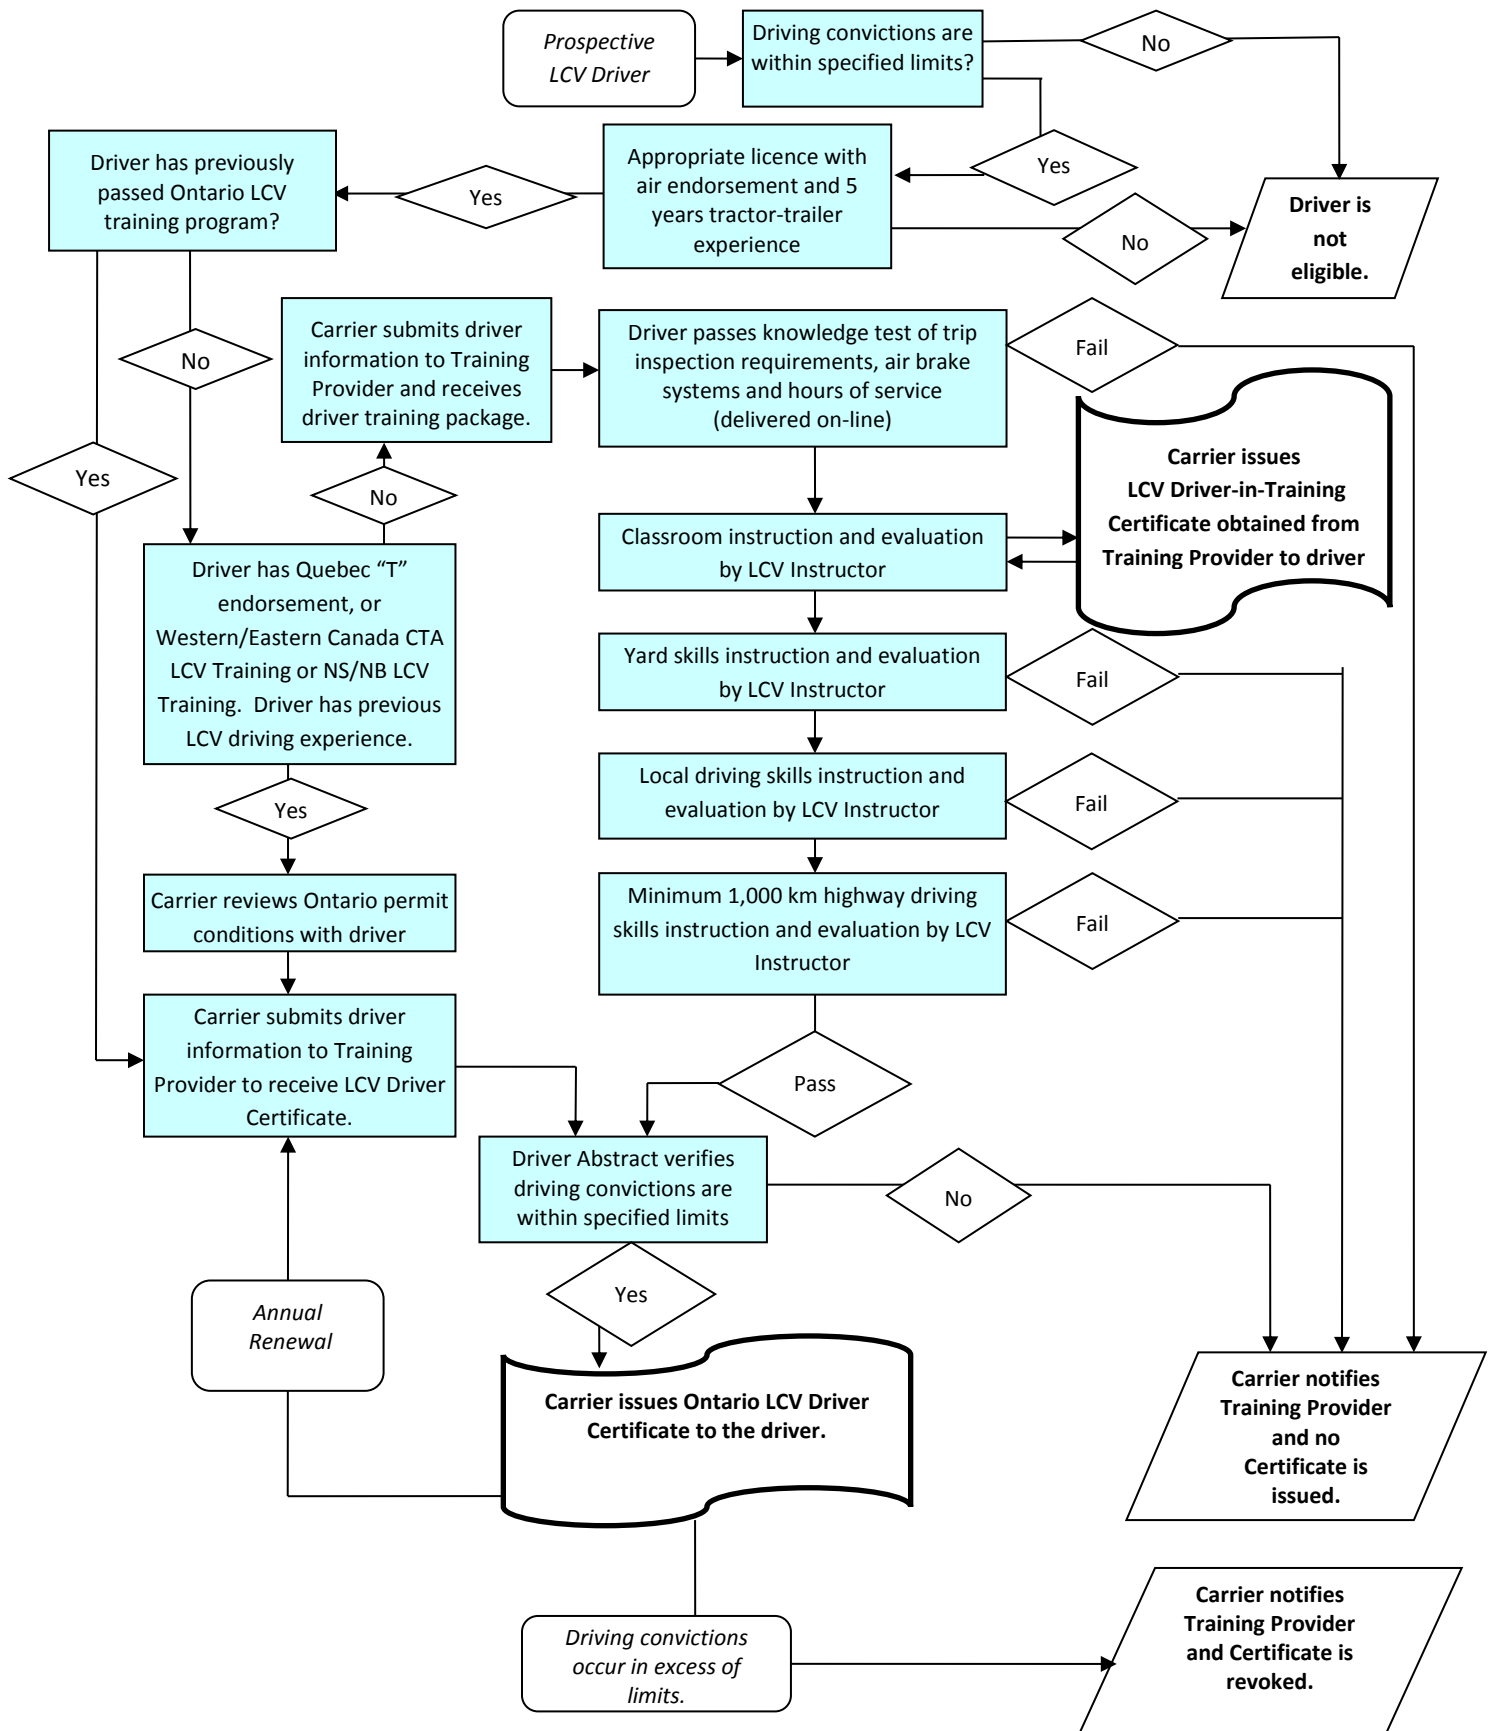 Prospective
LCV Driver
Driving convictions are
within specified limits?
No
Yes
Driver has previously
passed Ontario LCV
training program?
Yes
Appropriate licence with
air endorsement and 5
years tractor-trailer
experience
No
Driver is
not
eligible.
No
Yes
Carrier submits driver
information to Training
Provider and receives
driver training package.
Driver passes knowledge test of trip
inspection requirements, air brake
systems and hours of service
(delivered on-line)
Fail
No
Carrier issues
LCV Driver-in-Training
Certificate obtained from
Training Provider to driver
Classroom instruction and evaluation
by LCV Instructor
Driver has Quebec “T”
endorsement, or
Western/Eastern Canada CTA
LCV Training or NS/NB LCV
Training.  Driver has previous
LCV driving experience.
Yard skills instruction and evaluation
by LCV Instructor
Fail
Yes
Local driving skills instruction and
evaluation by LCV Instructor
Fail
Carrier reviews Ontario permit
conditions with driver
Minimum 1,000 km highway driving
skills instruction and evaluation by LCV
Instructor
Fail
Carrier submits driver
information to Training
Provider to receive LCV Driver
Certificate.
Pass
Driver Abstract verifies
driving convictions are
within specified limits
No
Yes
Annual
Renewal
Carrier issues Ontario LCV Driver
Certificate to the driver.
Carrier notifies
Training Provider
and no
Certificate is
issued.
Driving convictions
occur in excess of
limits.
Carrier notifies
Training Provider
and Certificate is
revoked.